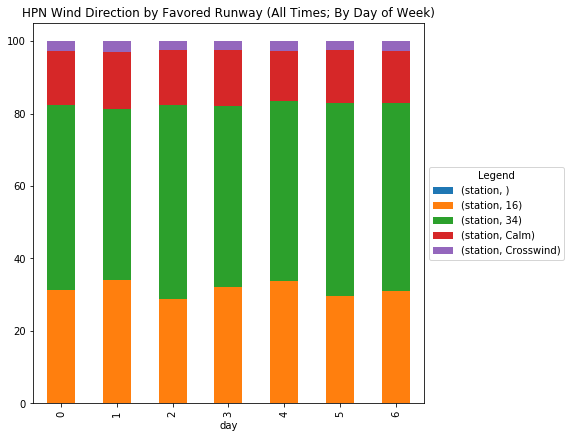 HPN Wind Direction by Favored Runway (All Times; By Day of Week)
100
80
60
40
20
0
0 1 2 3 4 5 6
day
Legend
(station, )
(station, 16)
(station, 34)
(station, Calm)
(station, Crosswind)